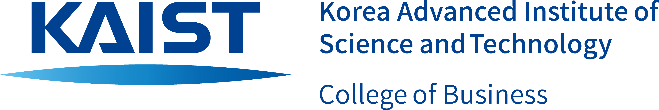 KAIST
Korea Advanced Institute of
Science and Technology
College of Business